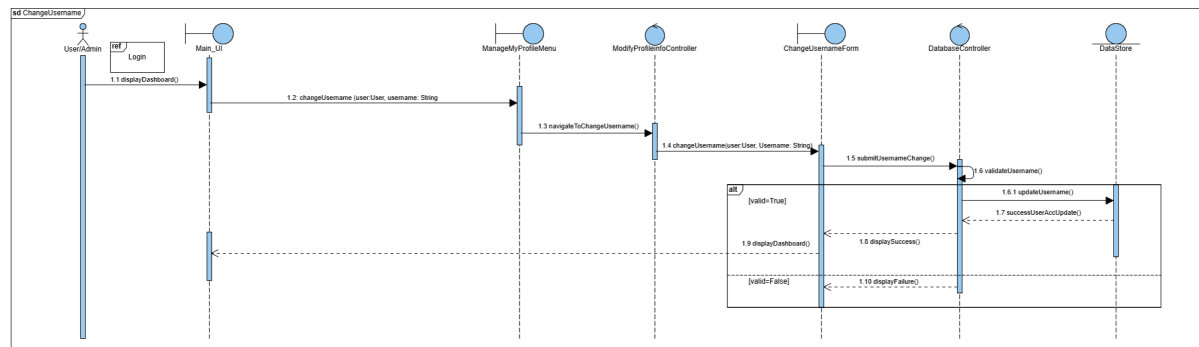 sd ChangeUsername
User/Admin
ref
Login
Main_UI
ManageMyProfileMenu
ModifyProfileInfoController
ChangeUsernameForm
DatabaseController
DataStore
1.1 displayDashboard()
1.2: changeUsername (user:User, username: String
1.3 navigateToChangeUsername()
1.4 changeUsername(user:User, Username: String)
1.5 submitUsernameChange()
1.6 validateUsername()
alt
[valid=True]
1.6.1 updateUsername()
1.7 successUserAccUpdate()
1.8 displaySuccess()
1.9 displayDashboard()
[valid=False]
1.10 displayFailure()